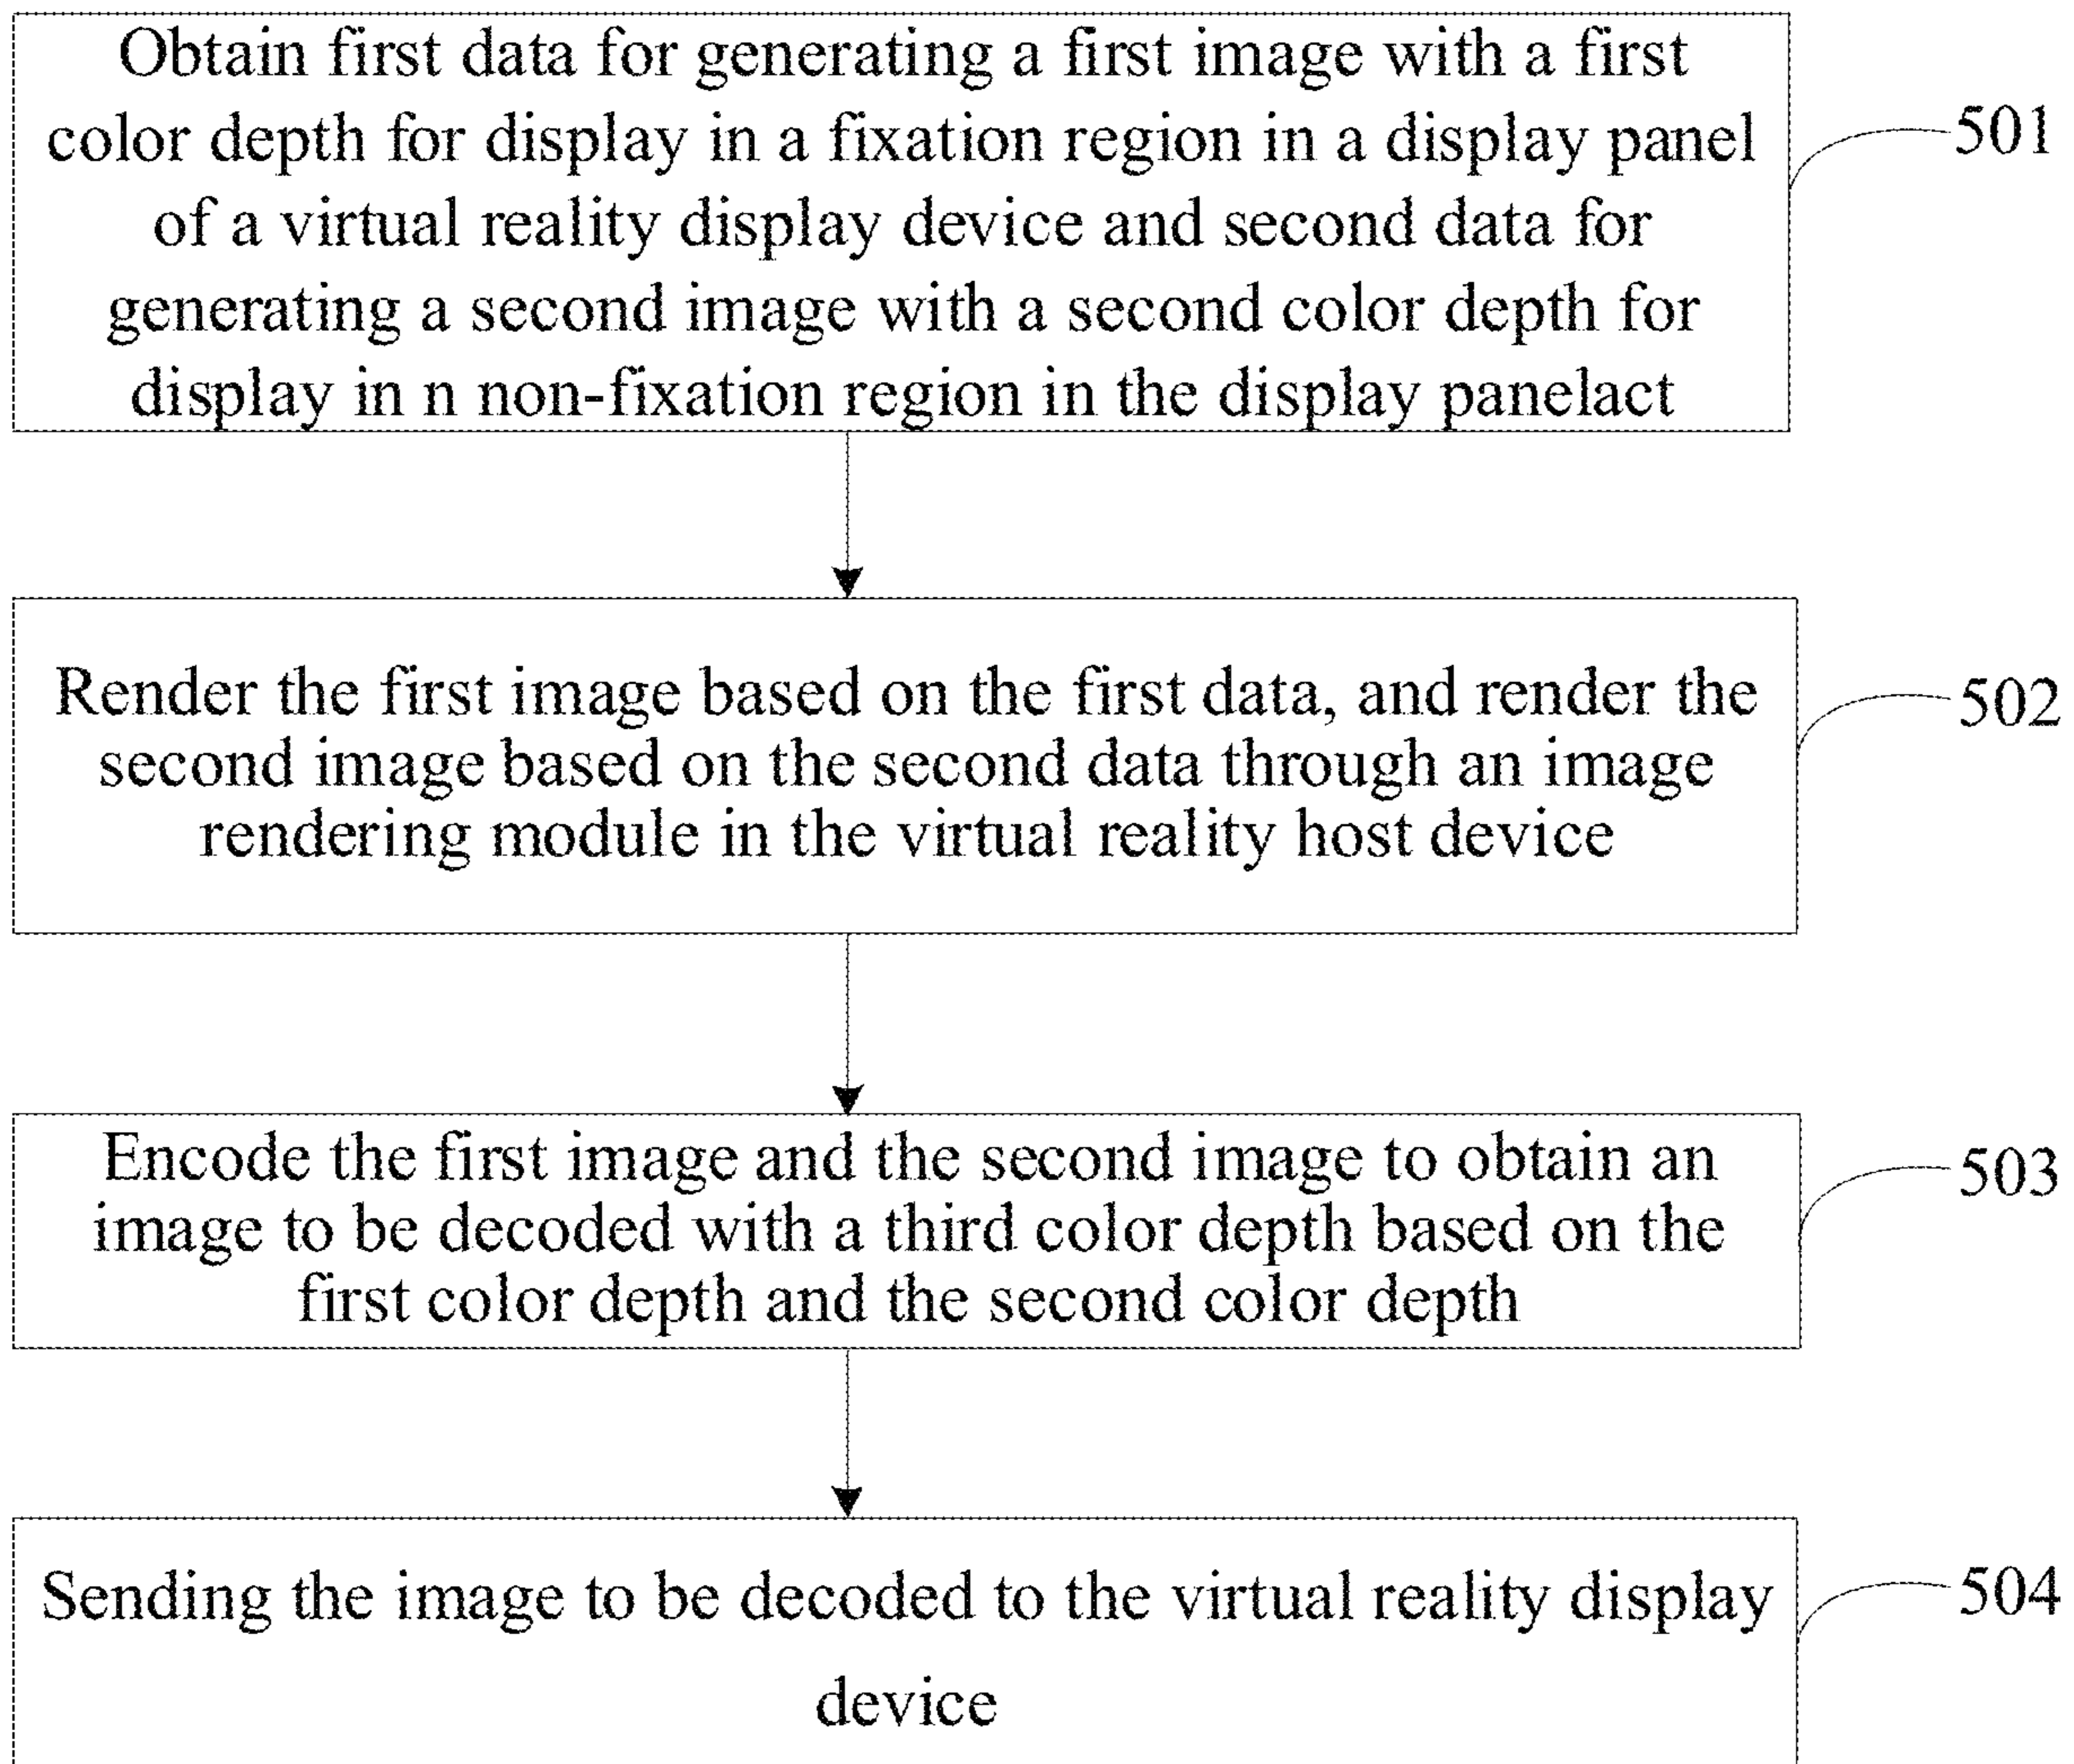 Obtain first data for generating a first image with a first
color depth for display in a fixation region in a display panel
of a virtual reality display device and second data for
generating a second image with a second color depth for
display in n non-fixation region in the display panelact
501
Render the first image based on the first data, and render the
second image based on the second data through an image
rendering module in the virtual reality host device
502
Encode the first image and the second image to obtain an
image to be decoded with a third color depth based on the
first color depth and the second color depth
503
Sending the image to be decoded to the virtual reality display
device
504